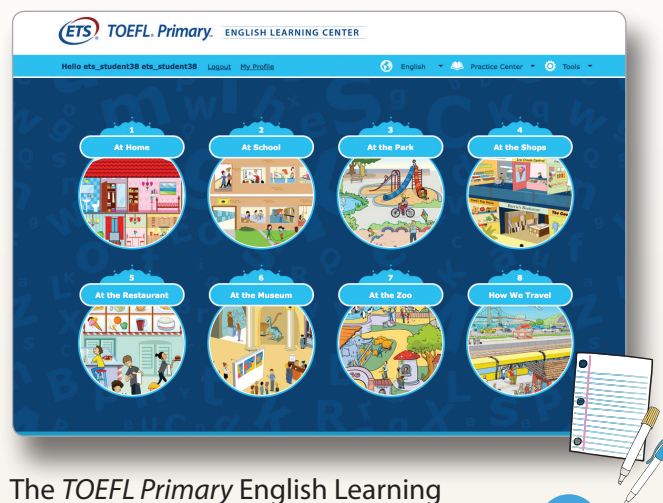 ETS TOEFL® Primary™ ENGLISH LEARNING CENTER
Hello ets_student38 ets_student38 Logout My Profile English Practice Center Tools
1 2 3 4
At Home At School At the Park At the Shops
5 6 7 8
At the Restaurant At the Museum At the Zoo How We Travel
The TOEFL Primary English Learning